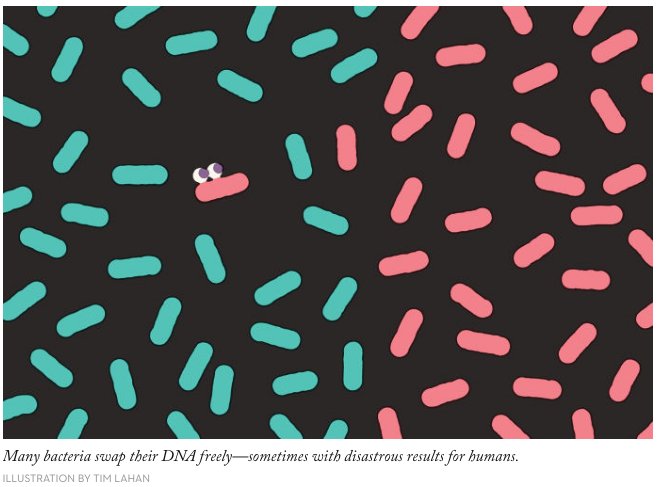 Many bacteria swap their DNA freely—sometimes with disastrous results for humans.
ILLUSTRATION BY TIM LAHAN